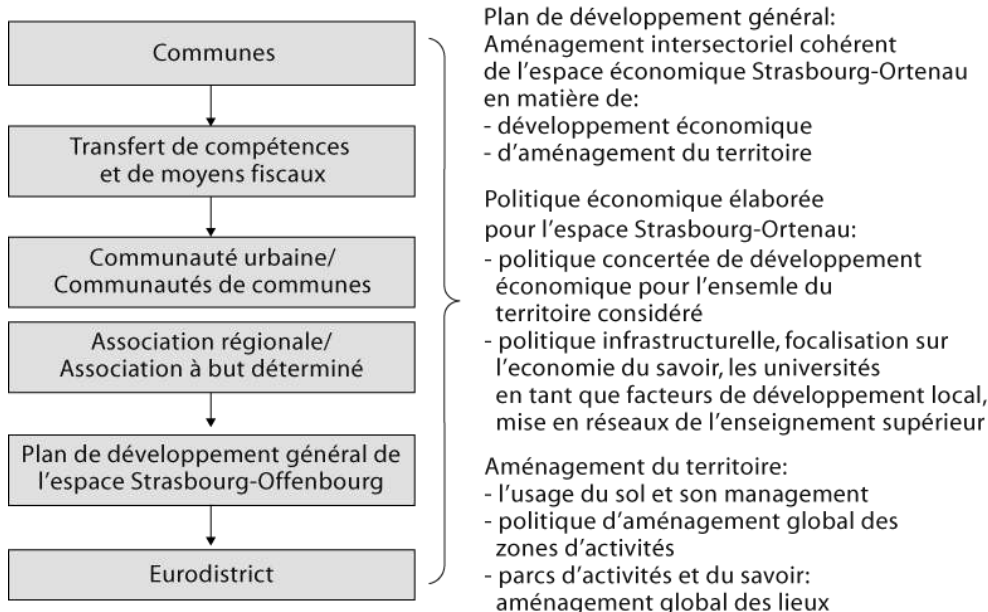 Communes
Transfert de compétences
et de moyens fiscaux
Communauté urbaine/
Communautés de communes
Association régionale/
Association à but déterminé
Plan de développement général de
l'espace Strasbourg-Offenbourg
Eurodistrict
Plan de développement général:
Aménagement intersectoriel cohérent
de l'espace économique Strasbourg-Ortenau
en matière de:
- développement économique
- d'aménagement du territoire
Politique économique élaborée
pour l'espace Strasbourg-Ortenau:
- politique concertée de développement
économique pour l'ensemle du
territoire considéré
- politique infrastructurelle, focalisation sur
l'economie du savoir, les universités
en tant que facteurs de développement local,
mise en réseaux de l'enseignement supérieur
Aménagement du territoire:
- l'usage du sol et son management
- politique d'aménagement global des
zones d'activités
- parcs d'activités et du savoir:
aménagement global des lieux